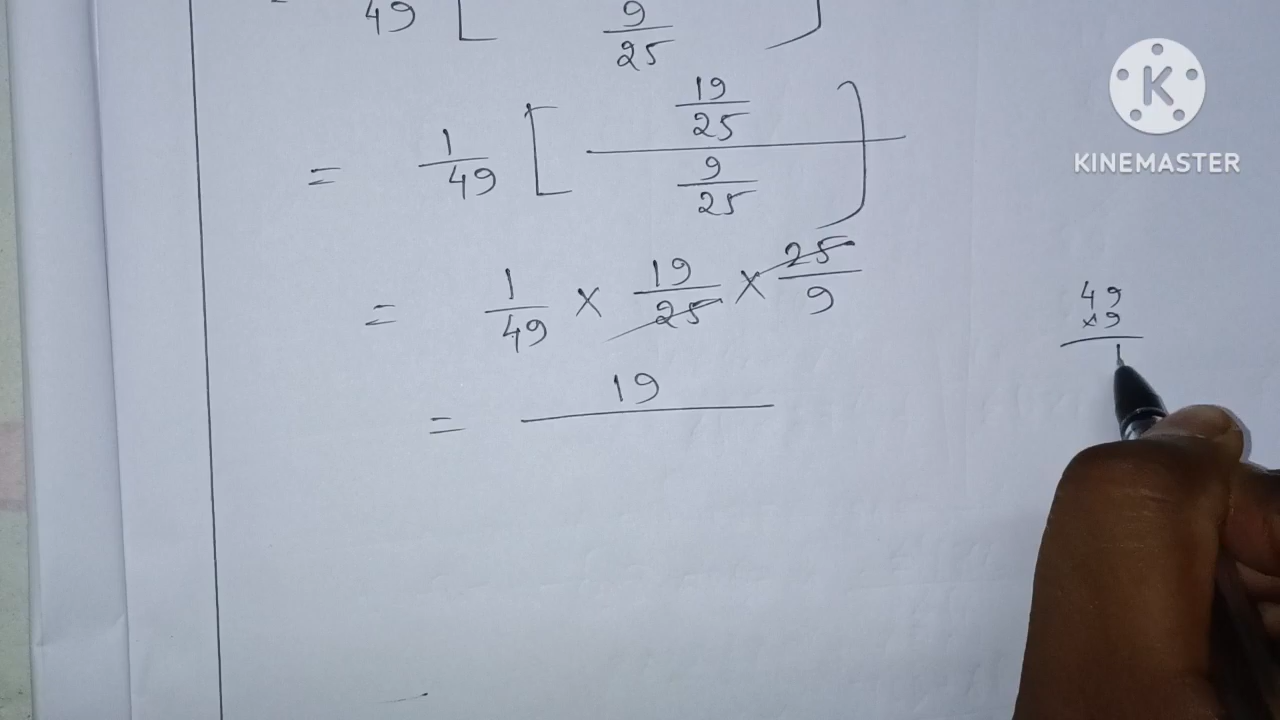 49 [ 9/25 ]
= 1/49 [ 19/25 / 9/25 ]
= 1/49 × 19/25 × 25/9
= 19
49
×9
1
K
KINEMASTER